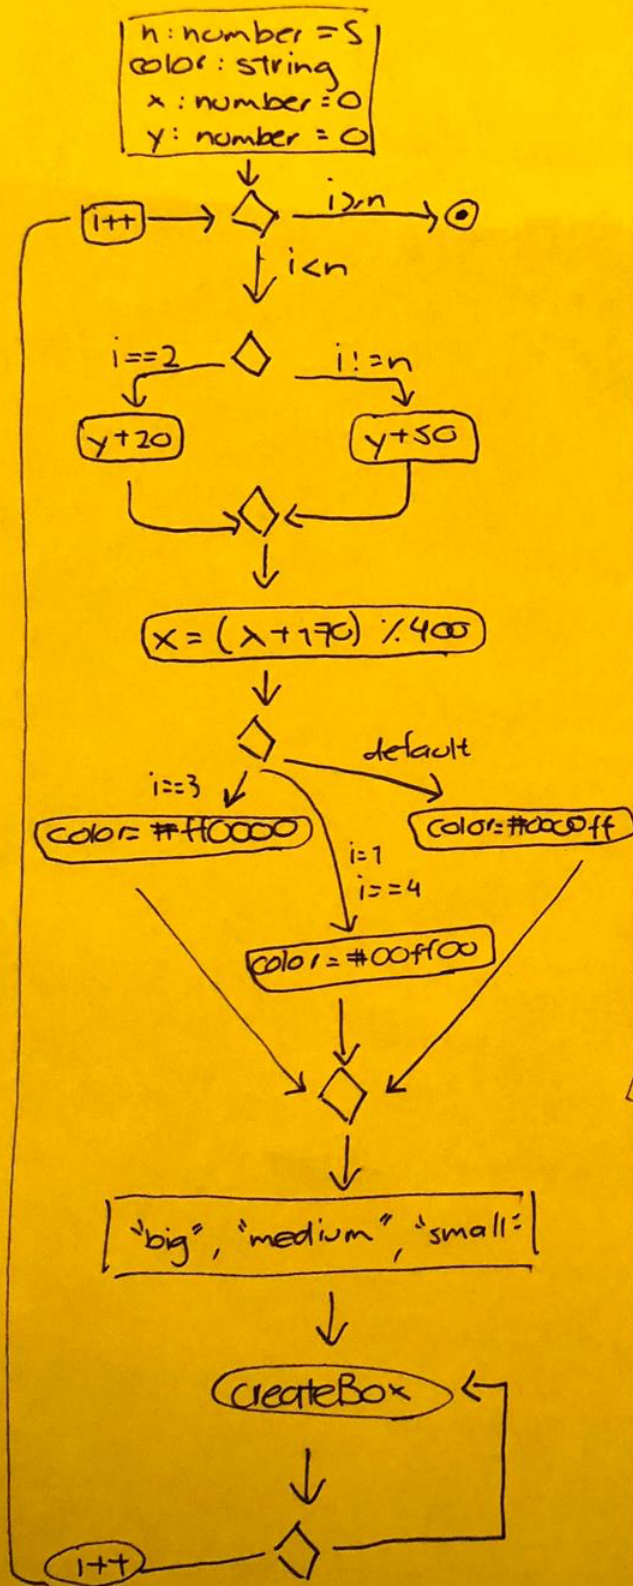 n: number = 5
color: string
x: number = 0
y: number = 0
i++
i>,n
i<n
i==2
i!=n
y+20
y+50
x = (x+170) %400
default
i==3
color= #ff0000
color=#0000ff
i=1
i==4
color= #00ff00
"big", "medium", "small"
createBox
i++